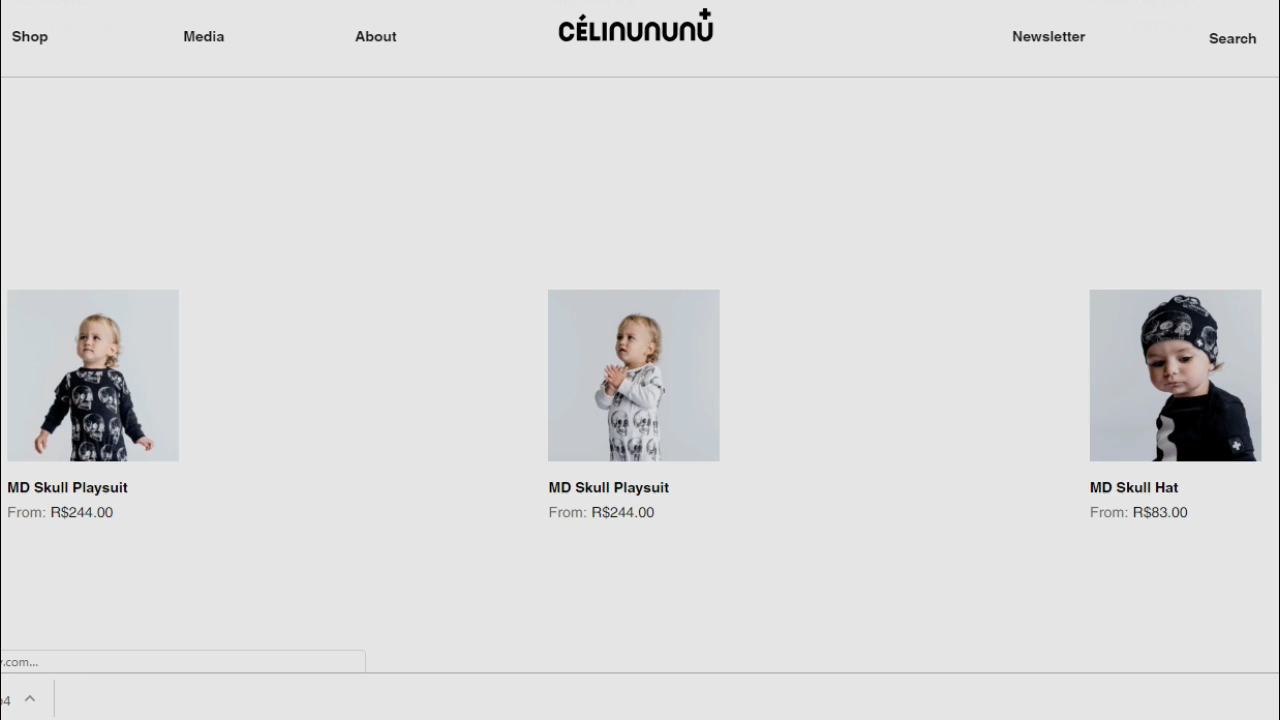 Shop
Media
About
CÉLINUNUNU
Newsletter
Search
MD Skull Playsuit
From: R$244.00
MD Skull Playsuit
From: R$244.00
MD Skull Hat
From: R$83.00
.com...